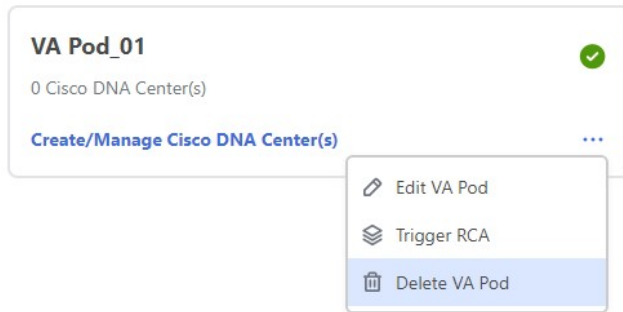 VA Pod_01
0 Cisco DNA Center(s)
Create/Manage Cisco DNA Center(s)
Edit VA Pod
Trigger RCA
Delete VA Pod